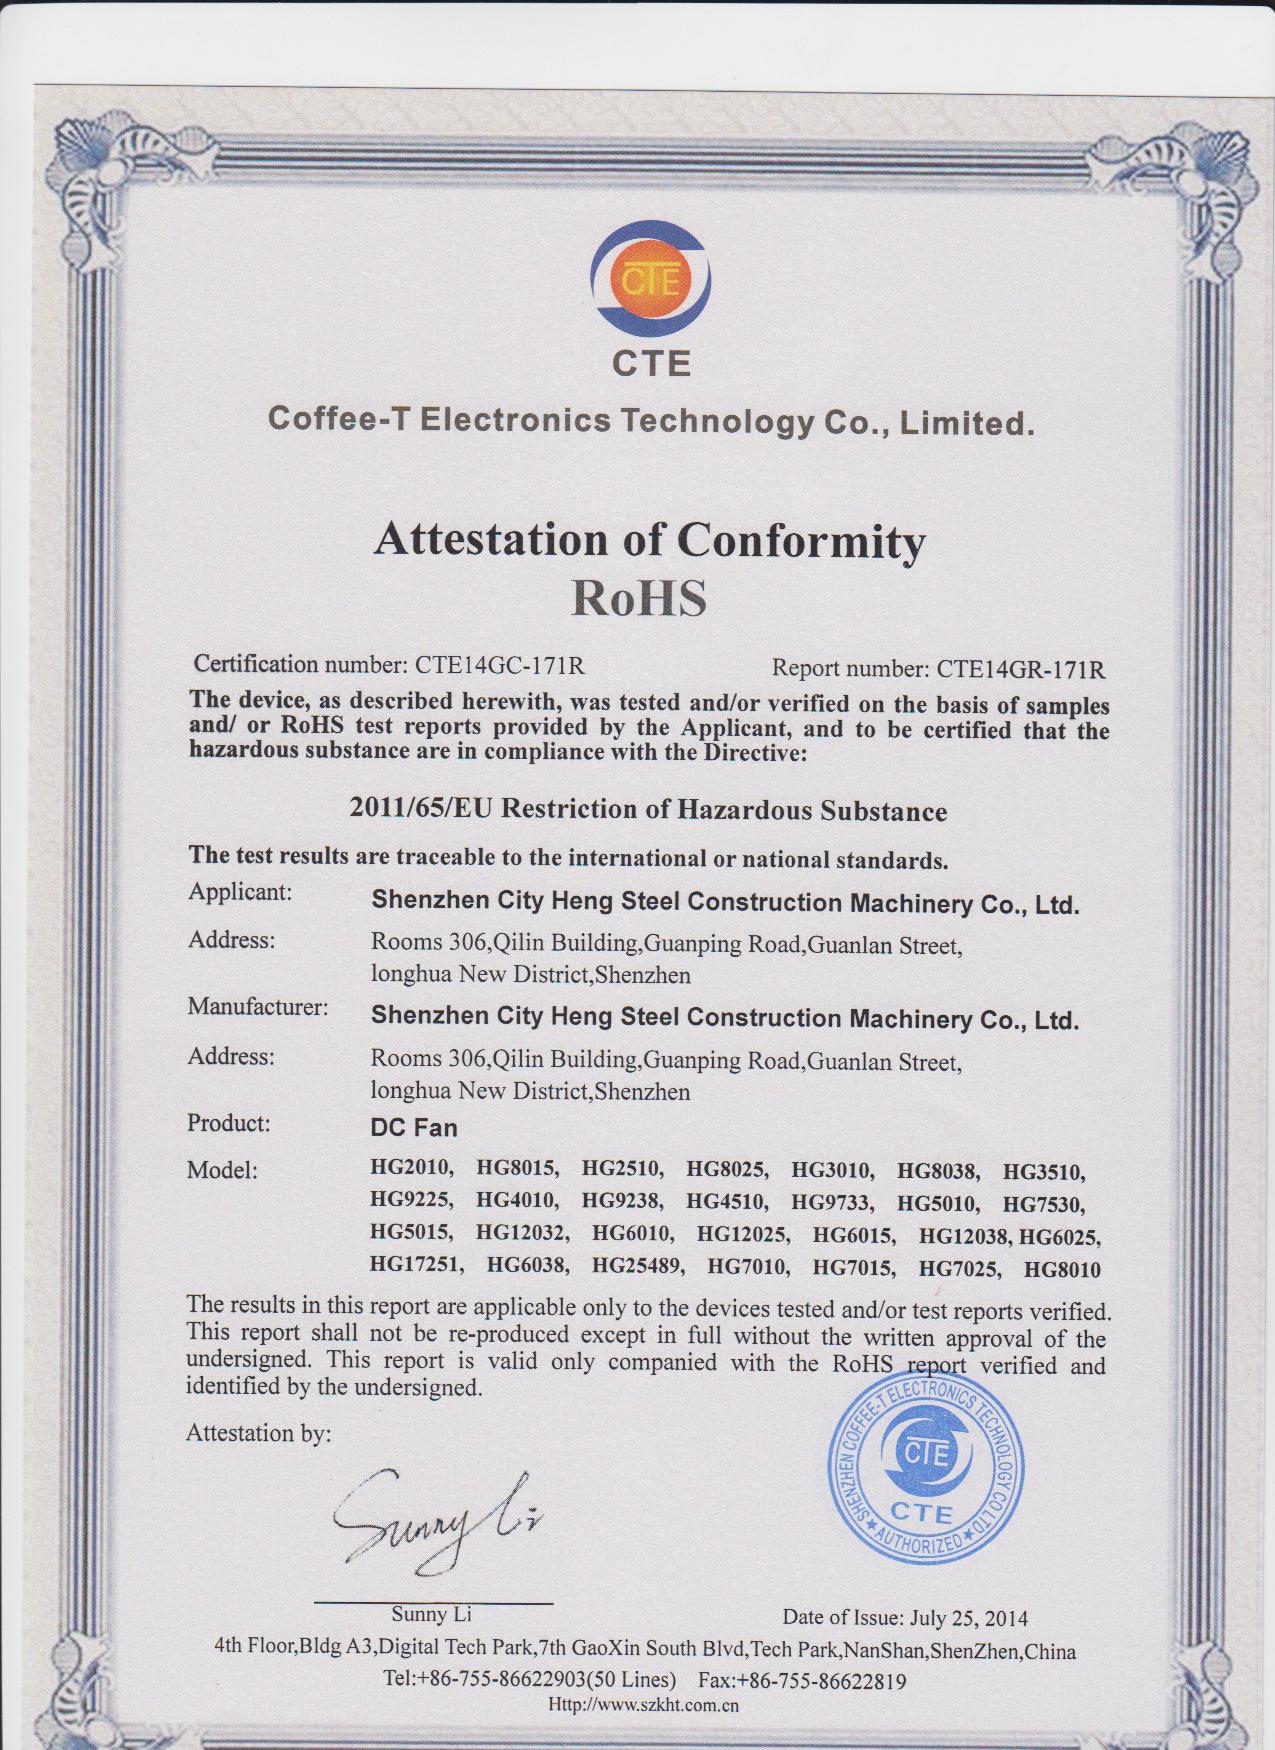 CTE
CTE
Coffee-T Electronics Technology Co., Limited.
Attestation of Conformity
RoHS
Certification number: CTE14GC-171R Report number: CTE14GR-171R
The device, as described herewith, was tested and/or verified on the basis of samples
and/ or RoHS test reports provided by the Applicant, and to be certified that the
hazardous substance are in compliance with the Directive:
2011/65/EU Restriction of Hazardous Substance
The test results are traceable to the international or national standards.
Applicant: Shenzhen City Heng Steel Construction Machinery Co., Ltd.
Address: Rooms 306,Qilin Building,Guanping Road,Guanlan Street,
longhua New District,Shenzhen
Manufacturer: Shenzhen City Heng Steel Construction Machinery Co., Ltd.
Address: Rooms 306,Qilin Building,Guanping Road,Guanlan Street,
longhua New District,Shenzhen
Product: DC Fan
Model: HG2010, HG8015, HG2510, HG8025, HG3010, HG8038, HG3510,
HG9225, HG4010, HG9238, HG4510, HG9733, HG5010, HG7530,
HG5015, HG12032, HG6010, HG12025, HG6015, HG12038, HG6025,
HG17251, HG6038, HG25489, HG7010, HG7015, HG7025, HG8010
The results in this report are applicable only to the devices tested and/or test reports verified.
This report shall not be re-produced except in full without the written approval of the
undersigned. This report is valid only companied with the RoHS report verified and
identified by the undersigned.
Attestation by:
SHENZHEN COFFEE-T ELECTRONICS TECHNOLOGY CO LTD
CTE
CTE
★ AUTHORIZED ★
Sunny Li
Sunny Li
Date of Issue: July 25, 2014
4th Floor,Bldg A3,Digital Tech Park,7th GaoXin South Blvd,Tech Park,NanShan,ShenZhen,China
Tel:+86-755-86622903(50 Lines) Fax:+86-755-86622819
Http://www.szkht.com.cn